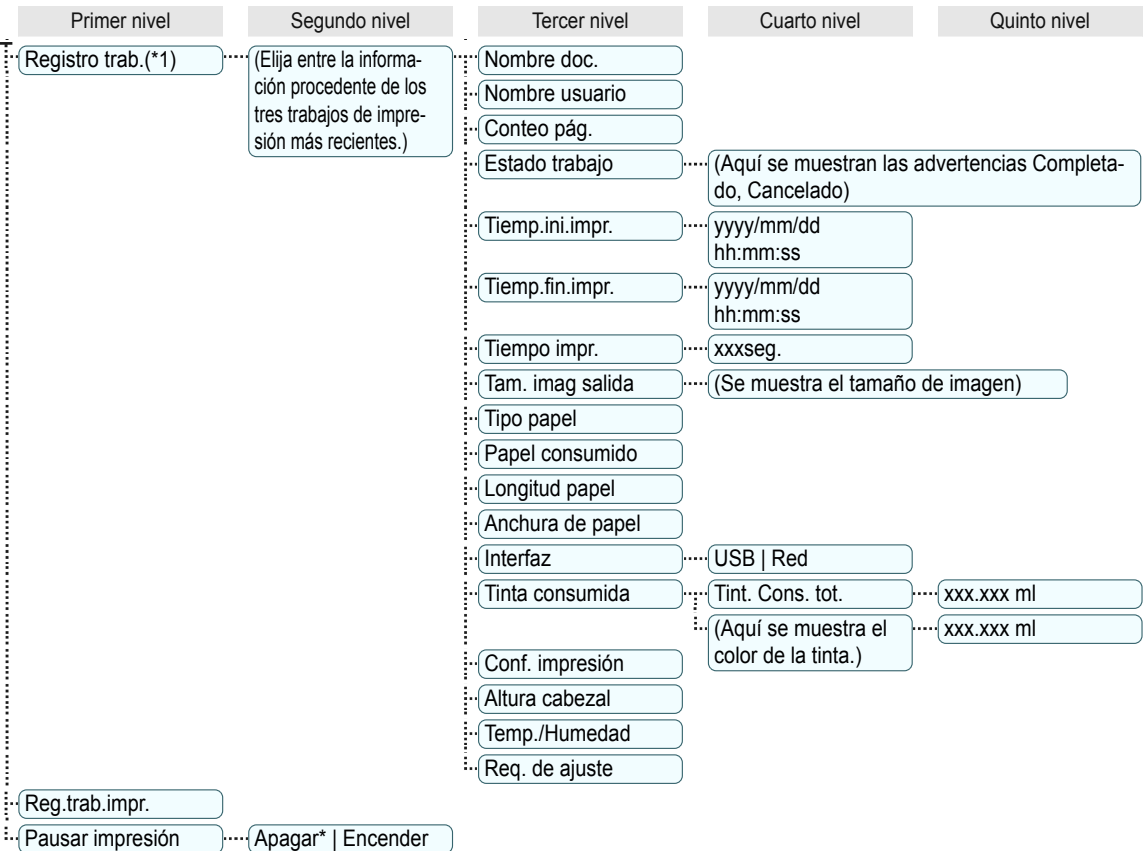 Primer nivel Segundo nivel Tercer nivel Cuarto nivel Quinto nivel
Registro trab.(*1)
(Elija entre la informa-
ción procedente de los
tres trabajos de impre-
sión más recientes.)
Nombre doc.
Nombre usuario
Conteo pág.
Estado trabajo
(Aquí se muestran las advertencias Completa-
do, Cancelado)
Tiemp.ini.impr.
yyyy/mm/dd
hh:mm:ss
Tiemp.fin.impr.
yyyy/mm/dd
hh:mm:ss
Tiempo impr.
xxxseg.
Tam. imag salida
(Se muestra el tamaño de imagen)
Tipo papel
Papel consumido
Longitud papel
Anchura de papel
Interfaz
USB | Red
Tinta consumida
Tint. Cons. tot.
xxx.xxx ml
(Aquí se muestra el
color de la tinta.)
xxx.xxx ml
Conf. impresión
Altura cabezal
Temp./Humedad
Req. de ajuste
Reg.trab.impr.
Pausar impresión
Apagar* | Encender